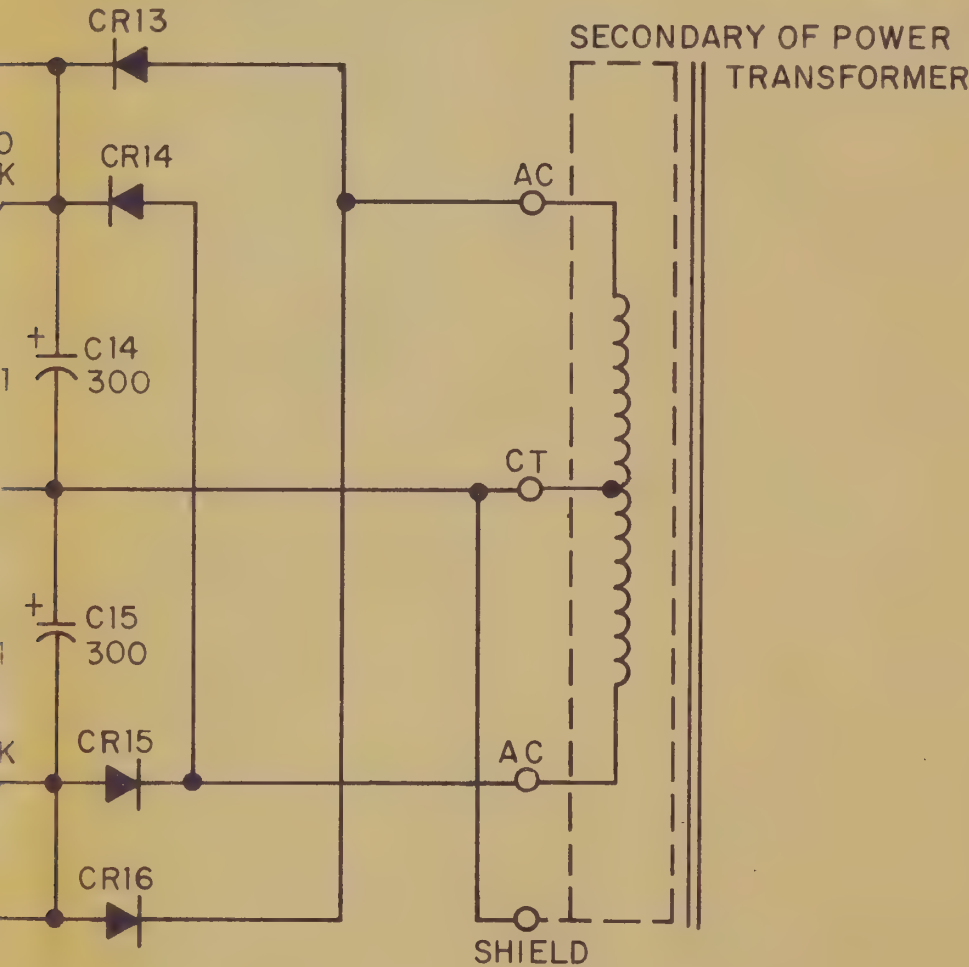 CR13
SECONDARY OF POWER
TRANSFORMER
CR14
K
AC
+
C14
300
CT
+
C15
300
K
CR15
AC
CR16
SHIELD